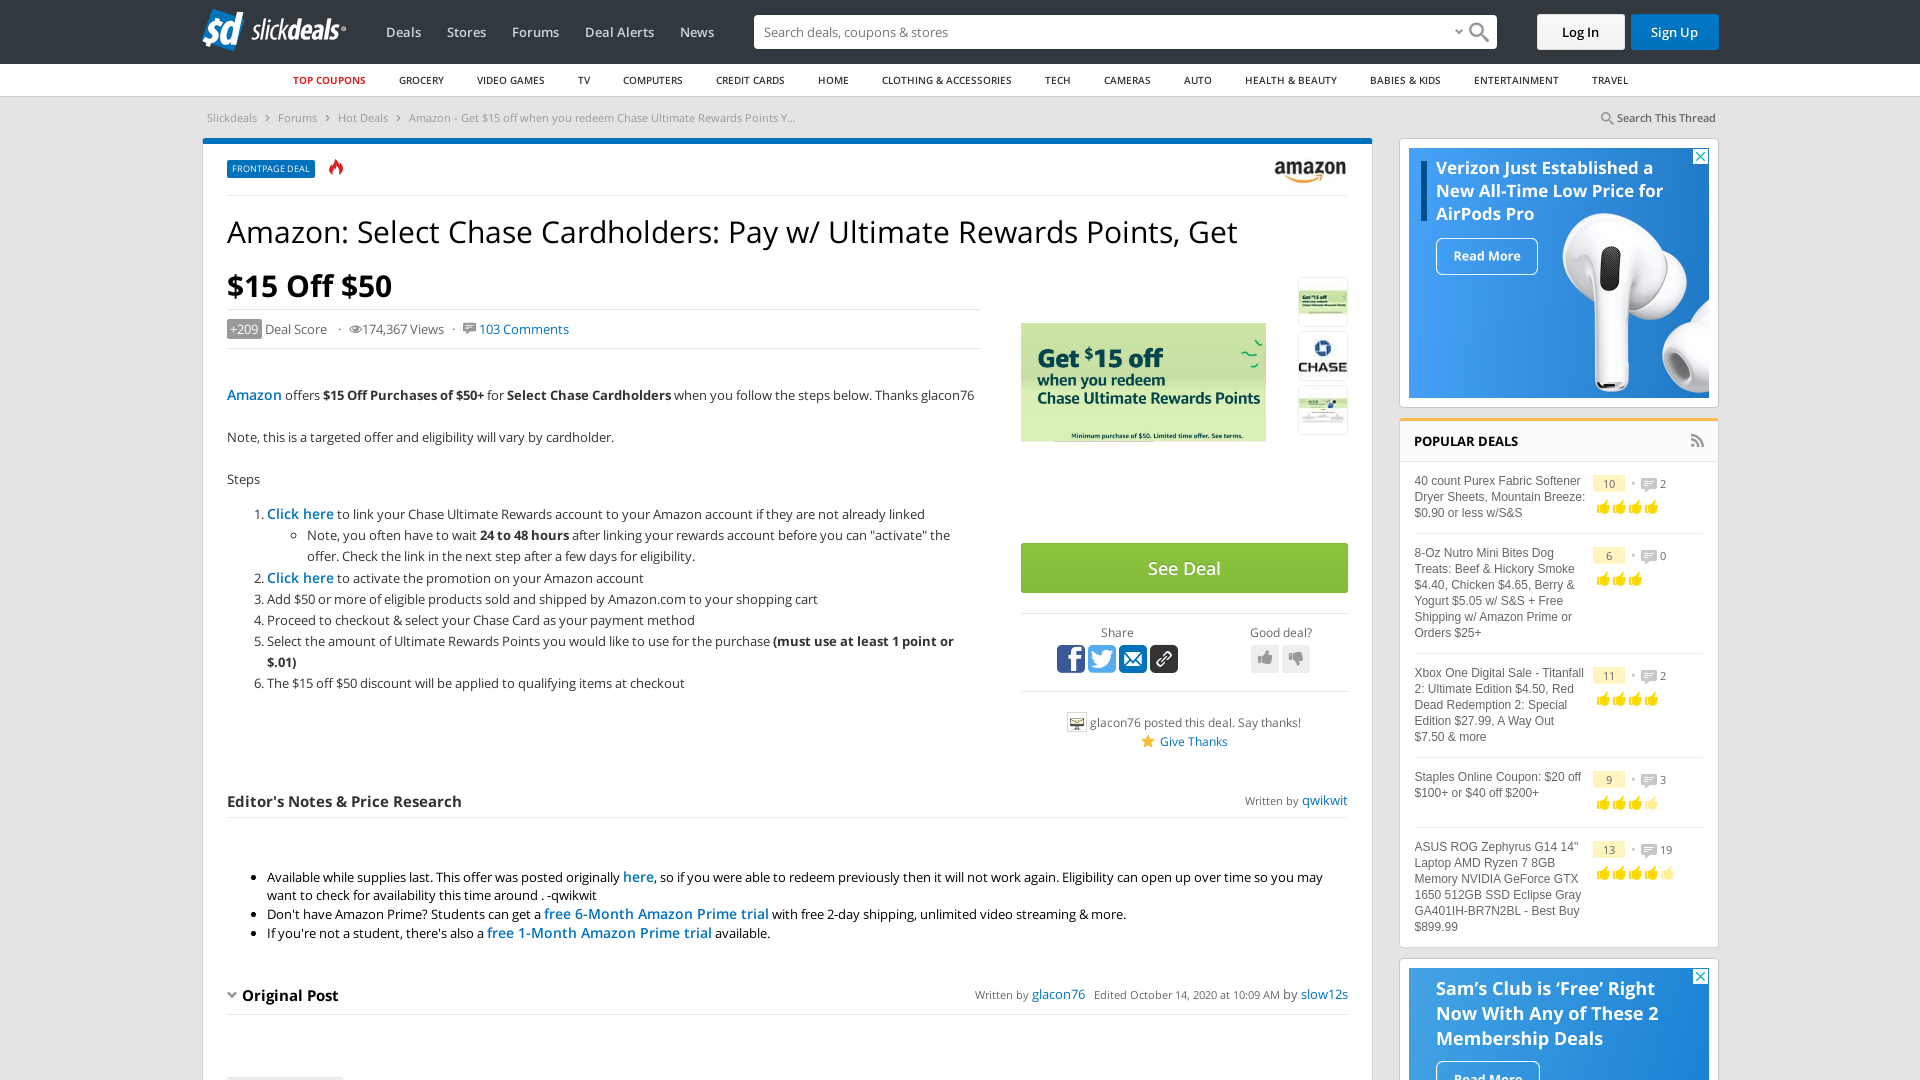 sd slickdeals
Deals
Stores
Forums
Deal Alerts
News
Search deals, coupons & stores
Log In
Sign Up
TOP COUPONS
GROCERY
VIDEO GAMES
TV
COMPUTERS
CREDIT CARDS
HOME
CLOTHING & ACCESSORIES
TECH
CAMERAS
AUTO
HEALTH & BEAUTY
BABIES & KIDS
ENTERTAINMENT
TRAVEL
Slickdeals › Forums › Hot Deals › Amazon - Get $15 off when you redeem Chase Ultimate Rewards Points Y...
Search This Thread
FRONTPAGE DEAL
amazon
Amazon: Select Chase Cardholders: Pay w/ Ultimate Rewards Points, Get
$15 Off $50
+209 Deal Score · 174,367 Views · 103 Comments
Amazon offers $15 Off Purchases of $50+ for Select Chase Cardholders when you follow the steps below. Thanks glacon76
Note, this is a targeted offer and eligibility will vary by cardholder.
Steps
1. Click here to link your Chase Ultimate Rewards account to your Amazon account if they are not already linked
Note, you often have to wait 24 to 48 hours after linking your rewards account before you can "activate" the
offer. Check the link in the next step after a few days for eligibility.
2. Click here to activate the promotion on your Amazon account
3. Add $50 or more of eligible products sold and shipped by Amazon.com to your shopping cart
4. Proceed to checkout & select your Chase Card as your payment method
5. Select the amount of Ultimate Rewards Points you would like to use for the purchase (must use at least 1 point or
$.01)
6. The $15 off $50 discount will be applied to qualifying items at checkout
Get $15 off
when you redeem
Chase Ultimate Rewards Points
Minimum purchase of $50. Limited time offer. See terms.
Get $15 off
CHASE
See Deal
Share
Good deal?
glacon76 posted this deal. Say thanks!
Give Thanks
Editor's Notes & Price Research
Written by qwikwit
Available while supplies last. This offer was posted originally here, so if you were able to redeem previously then it will not work again. Eligibility can open up over time so you may
want to check for availability this time around . -qwikwit
Don't have Amazon Prime? Students can get a free 6-Month Amazon Prime trial with free 2-day shipping, unlimited video streaming & more.
If you're not a student, there's also a free 1-Month Amazon Prime trial available.
Original Post
Written by glacon76 Edited October 14, 2020 at 10:09 AM by slow12s
Verizon Just Established a
New All-Time Low Price for
AirPods Pro
Read More
POPULAR DEALS
40 count Purex Fabric Softener
Dryer Sheets, Mountain Breeze:
$0.90 or less w/S&S
10 • 2
8-Oz Nutro Mini Bites Dog
Treats: Beef & Hickory Smoke
$4.40, Chicken $4.65, Berry &
Yogurt $5.05 w/ S&S + Free
Shipping w/ Amazon Prime or
Orders $25+
6 • 0
Xbox One Digital Sale - Titanfall
2: Ultimate Edition $4.50, Red
Dead Redemption 2: Special
Edition $27.99, A Way Out
$7.50 & more
11 • 2
Staples Online Coupon: $20 off
$100+ or $40 off $200+
9 • 3
ASUS ROG Zephyrus G14 14"
Laptop AMD Ryzen 7 8GB
Memory NVIDIA GeForce GTX
1650 512GB SSD Eclipse Gray
GA401IH-BR7N2BL - Best Buy
$899.99
13 • 19
Sam's Club is 'Free' Right
Now With Any of These 2
Membership Deals
Read More